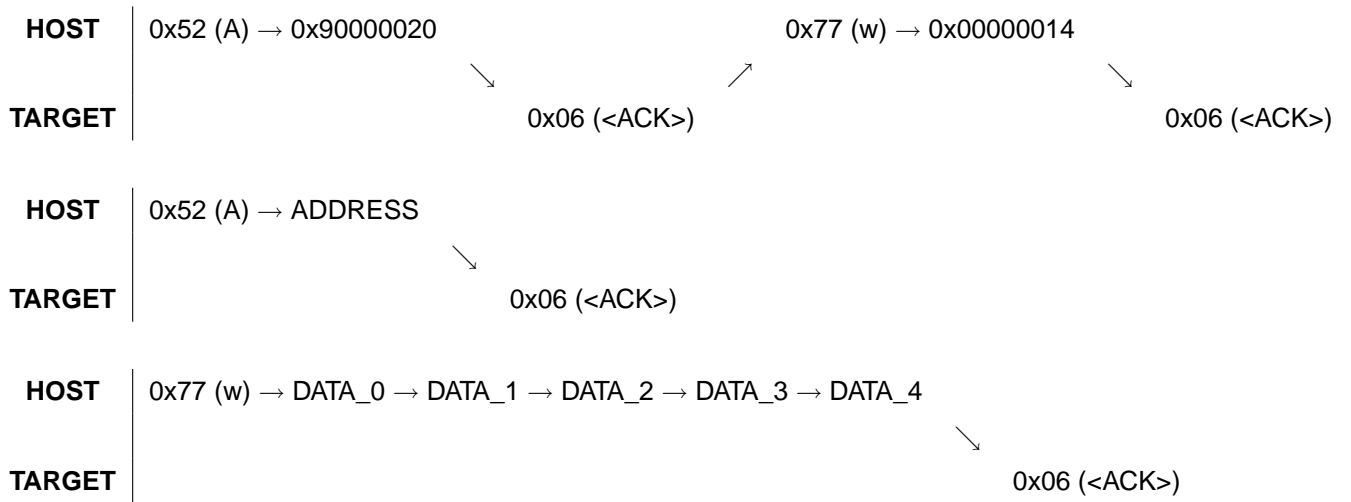 HOST 0x52 (A) → 0x90000020 0x77 (w) → 0x00000014
TARGET 0x06 (<ACK>) 0x06 (<ACK>)
HOST 0x52 (A) → ADDRESS
TARGET 0x06 (<ACK>)
HOST 0x77 (w) → DATA_0 → DATA_1 → DATA_2 → DATA_3 → DATA_4
TARGET 0x06 (<ACK>)